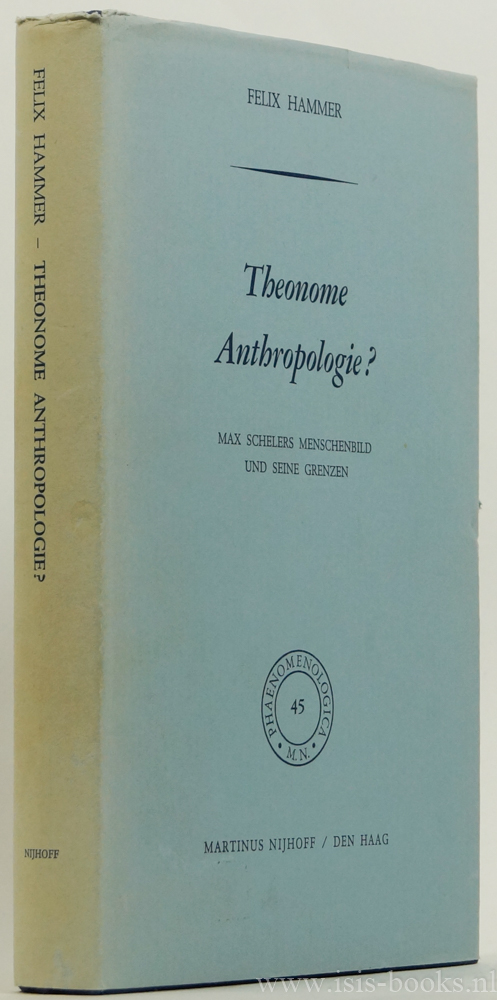 FELIX HAMMER – THEONOME ANTHROPOLOGIE?
NIJHOFF
FELIX HAMMER
Theonome
Anthropologie?
MAX SCHELERS MENSCHENBILD
UND SEINE GRENZEN
PHAENOMENOLOGICA
45
• M.N. •
MARTINUS NIJHOFF / DEN HAAG
www.isis-books.nl